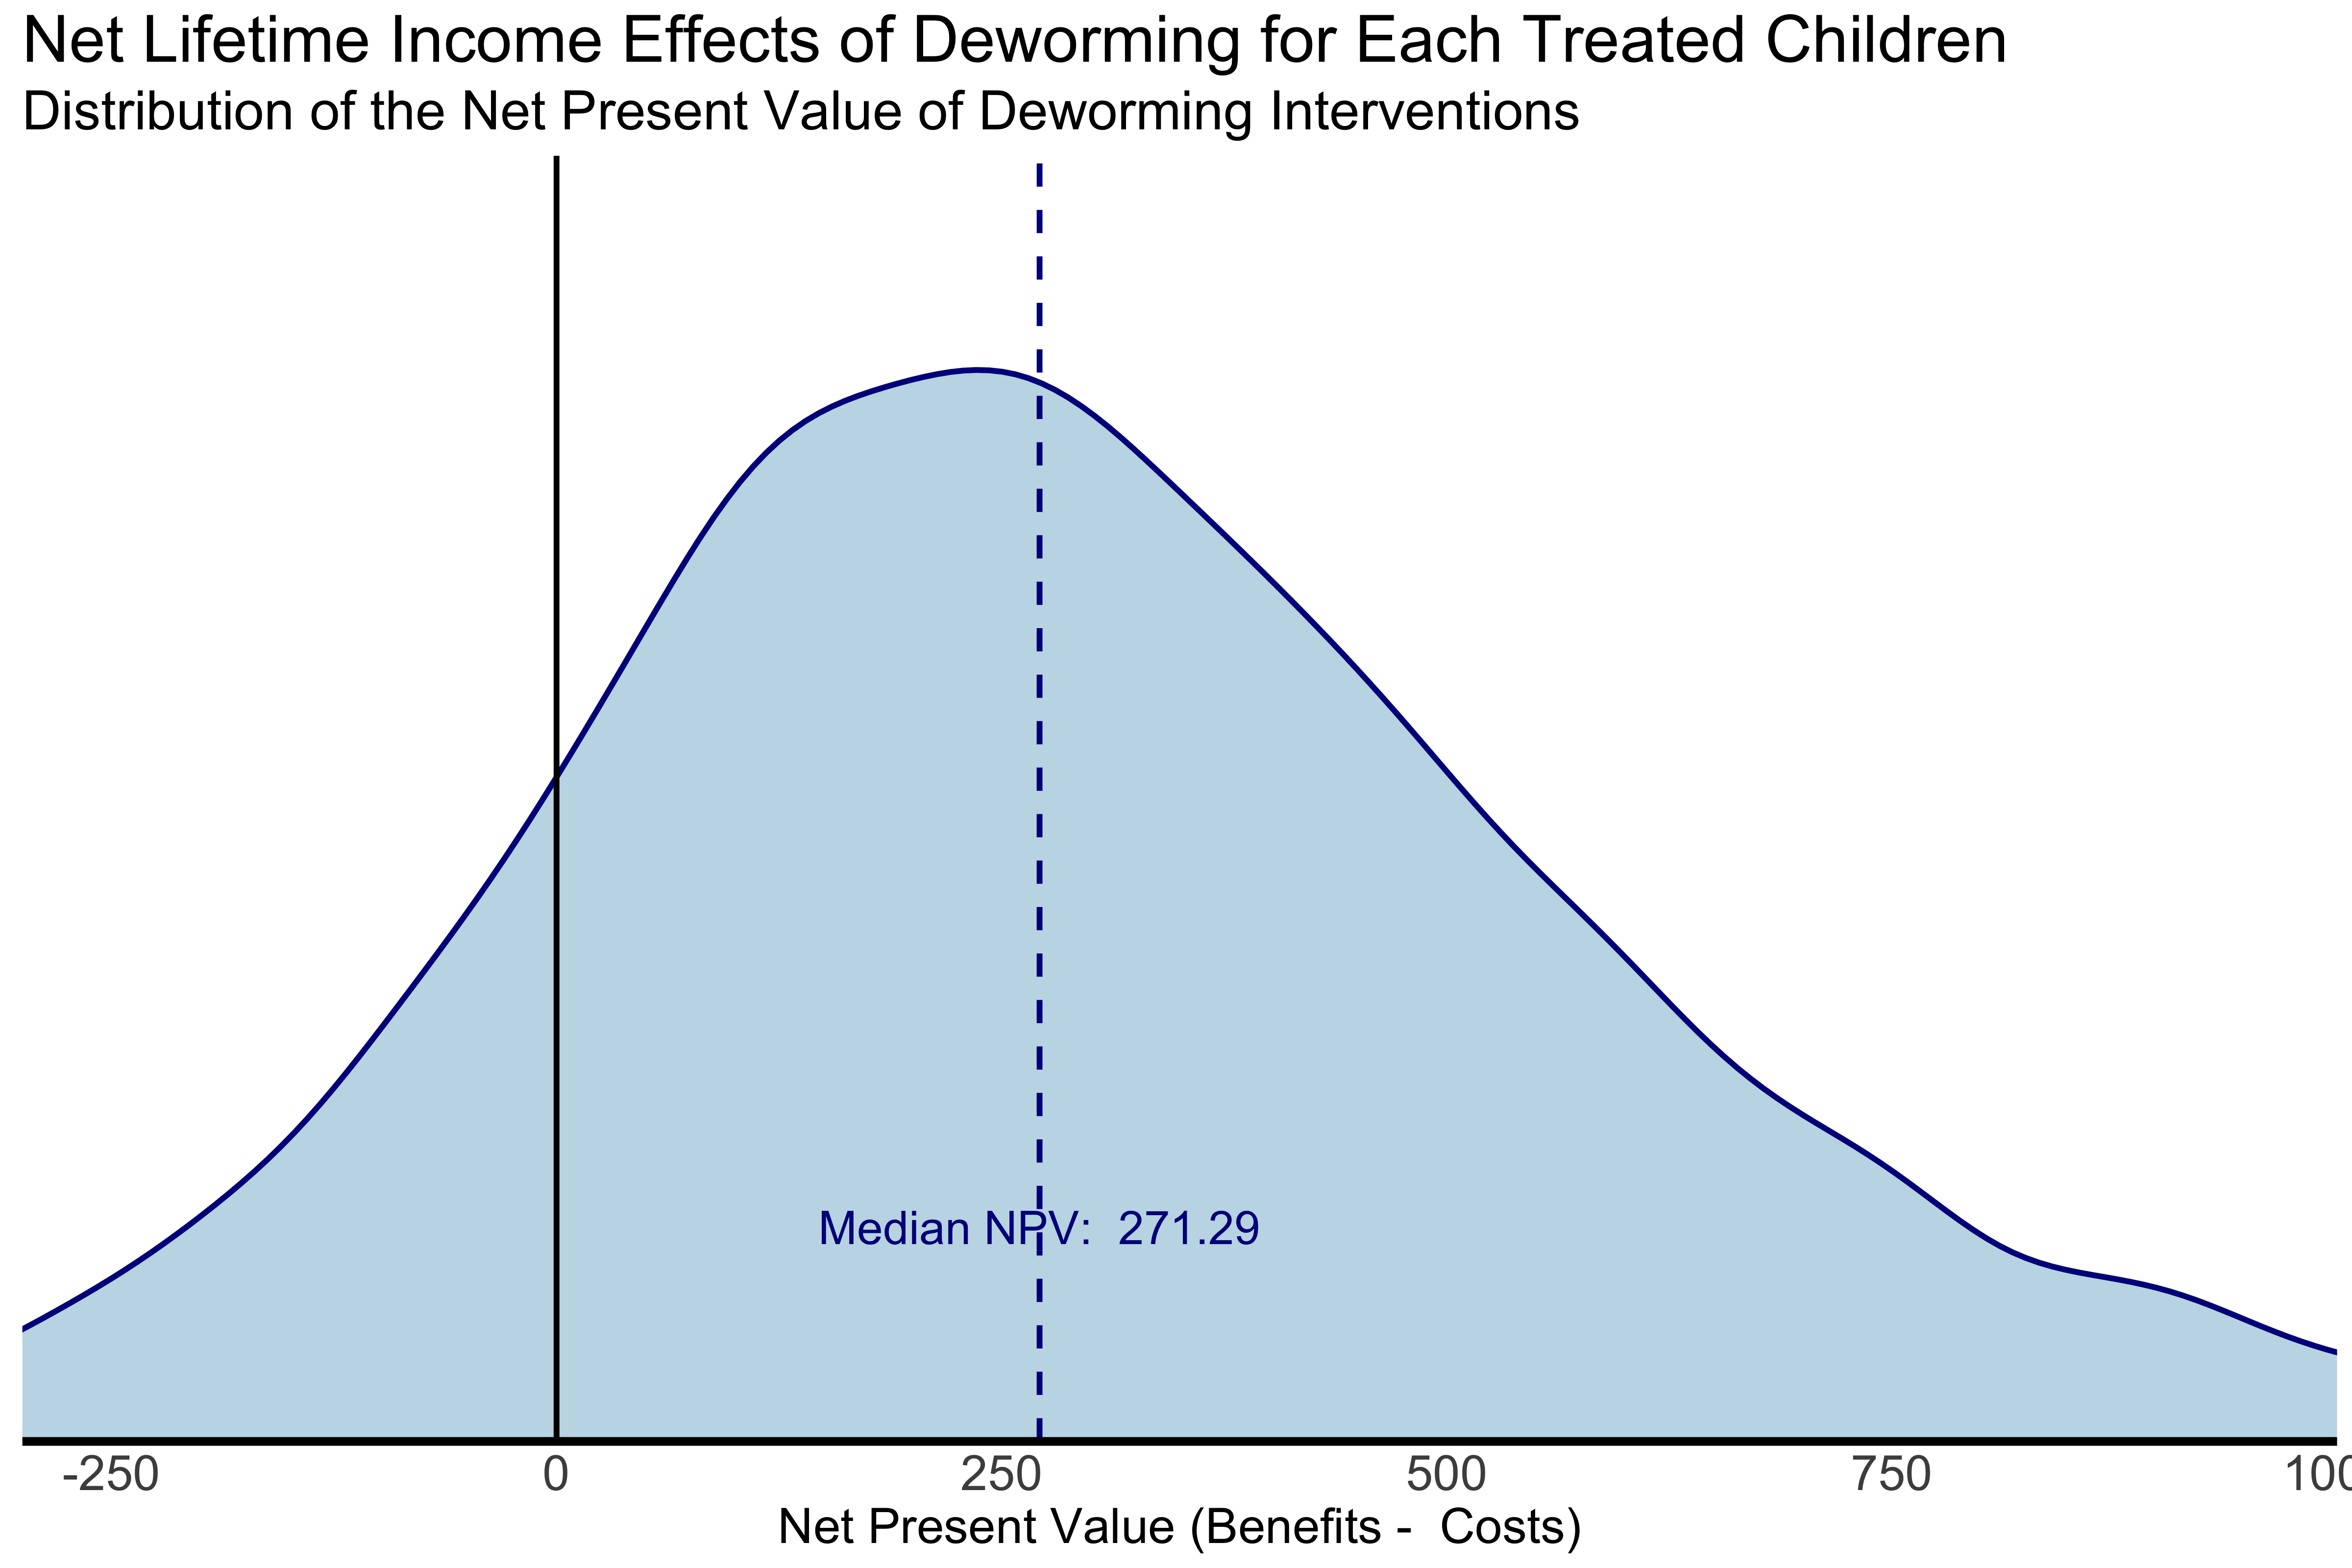 Net Lifetime Income Effects of Deworming for Each Treated Children
Distribution of the Net Present Value of Deworming Interventions
Median NPV:  271.29
-250 0 250 500 750 100
Net Present Value (Benefits -  Costs)